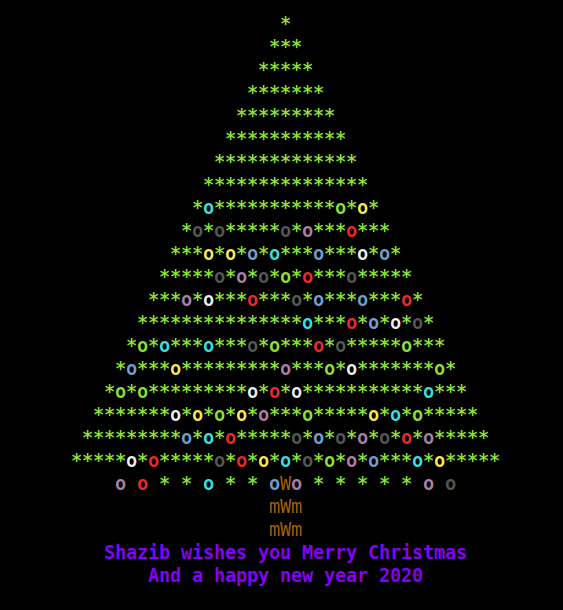 *
***
*****
*******
*********
***********
*************
***************
*o***********o*o*
*o*o*****o*o***o***
***o*o*o*o***o***o*o*
*****o*o*o*o*o***o*****
***o*o***o***o*o***o***o*
***************o***o*o*o*o*
*o*o***o***o*o***o*o*****o***
*o***o*********o***o*o*******o*
*o*o*********o*o*o***********o***
*******o*o*o*o*o***o*****o*o*o*****
*********o*o*o*****o*o*o*o*o*o*o*****
*****o*o*****o*o*o*o*o*o*o*o***o*o*****
o o * * o * * oWo * * * * * o o
mWm
mWm
Shazib wishes you Merry Christmas
And a happy new year 2020